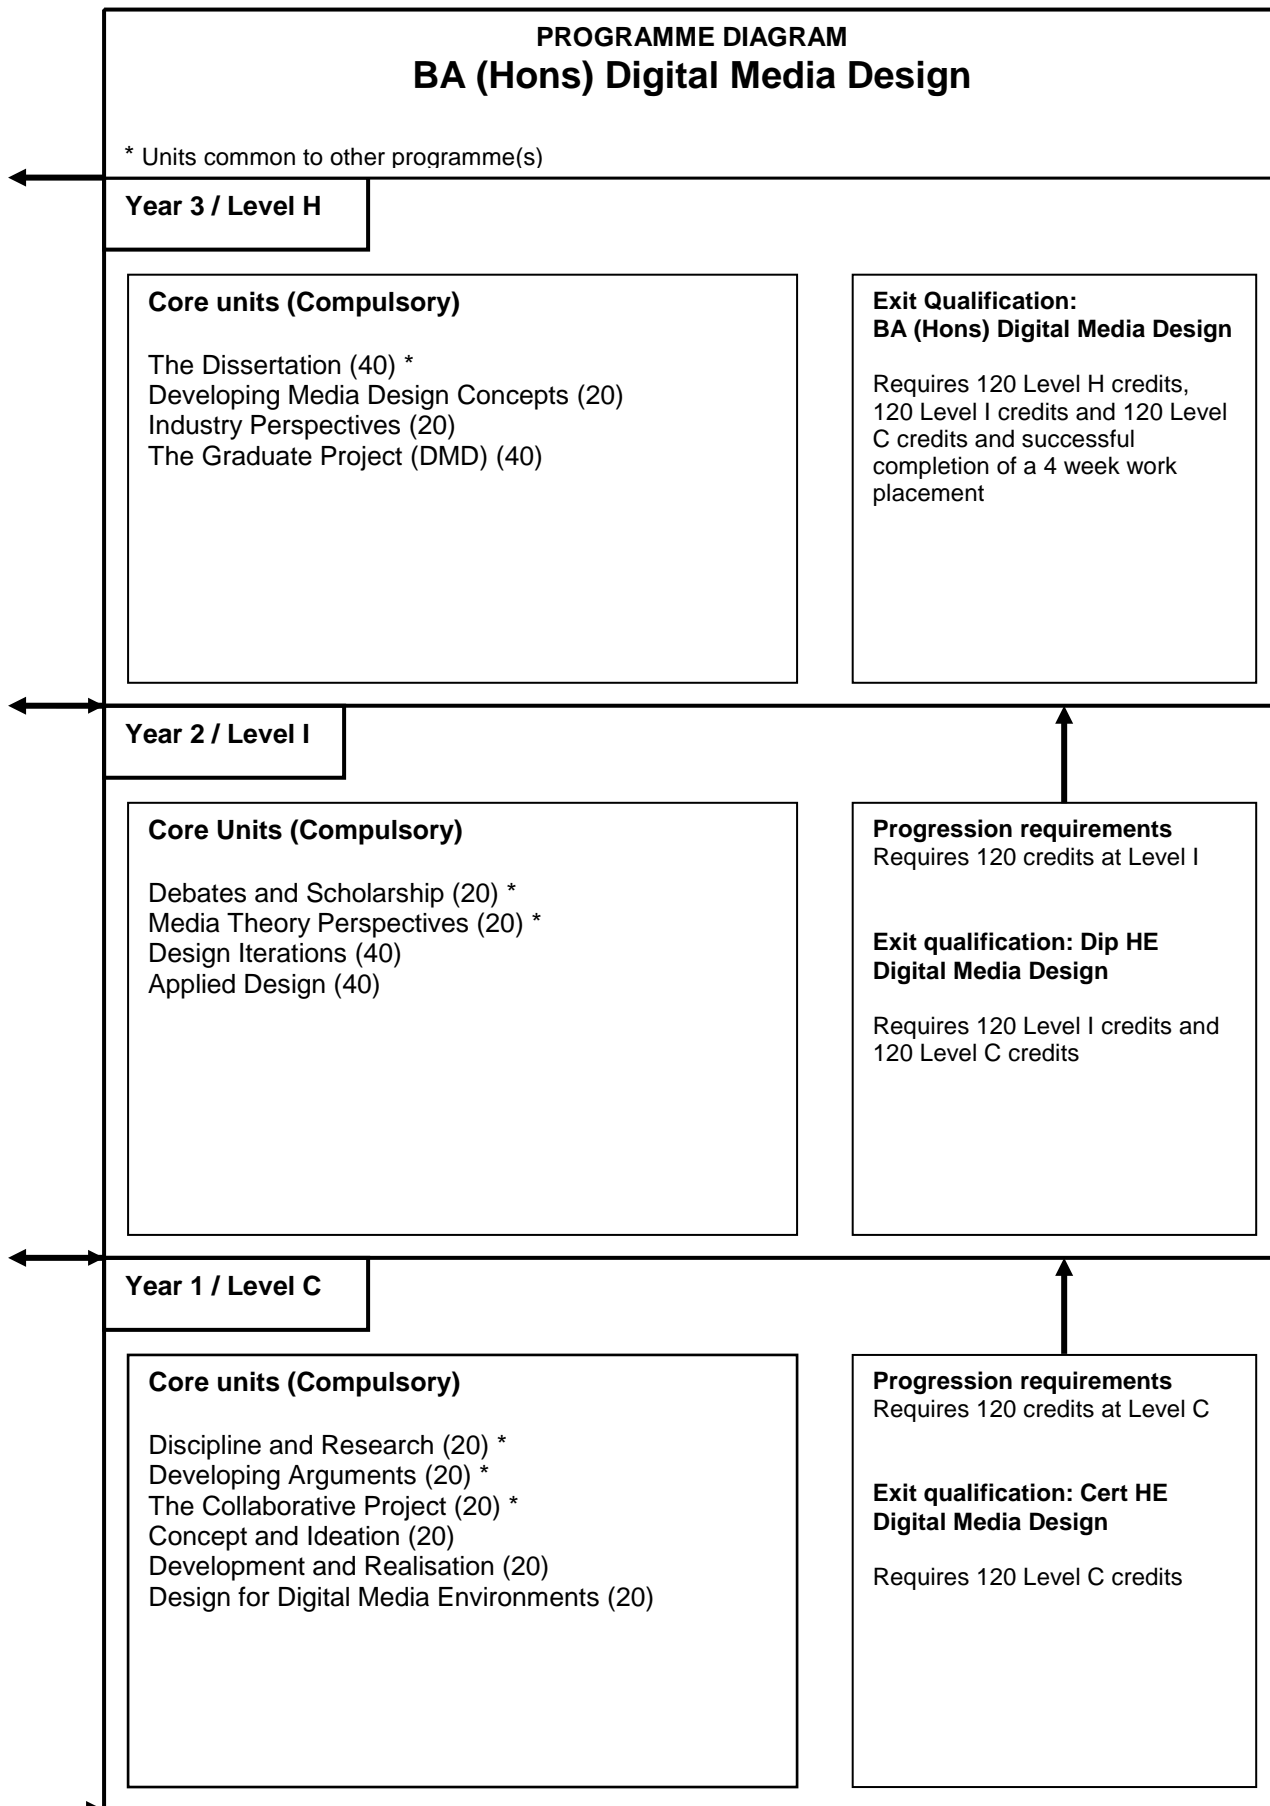 PROGRAMME DIAGRAM
BA (Hons) Digital Media Design
* Units common to other programme(s)
Year 3 / Level H
Core units (Compulsory)
The Dissertation (40) *
Developing Media Design Concepts (20)
Industry Perspectives (20)
The Graduate Project (DMD) (40)
Exit Qualification:
BA (Hons) Digital Media Design
Requires 120 Level H credits,
120 Level I credits and 120 Level
C credits and successful
completion of a 4 week work
placement
Year 2 / Level I
Core Units (Compulsory)
Debates and Scholarship (20) *
Media Theory Perspectives (20) *
Design Iterations (40)
Applied Design (40)
Progression requirements
Requires 120 credits at Level I
Exit qualification: Dip HE
Digital Media Design
Requires 120 Level I credits and
120 Level C credits
Year 1 / Level C
Core units (Compulsory)
Discipline and Research (20) *
Developing Arguments (20) *
The Collaborative Project (20) *
Concept and Ideation (20)
Development and Realisation (20)
Design for Digital Media Environments (20)
Progression requirements
Requires 120 credits at Level C
Exit qualification: Cert HE
Digital Media Design
Requires 120 Level C credits